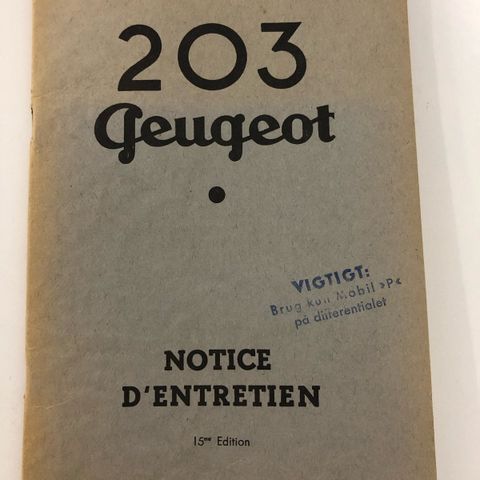 203
Peugeot
VIGTIGT:
Brug kun Mobil »P«
på differentialet
NOTICE
D'ENTRETIEN
15me Edition